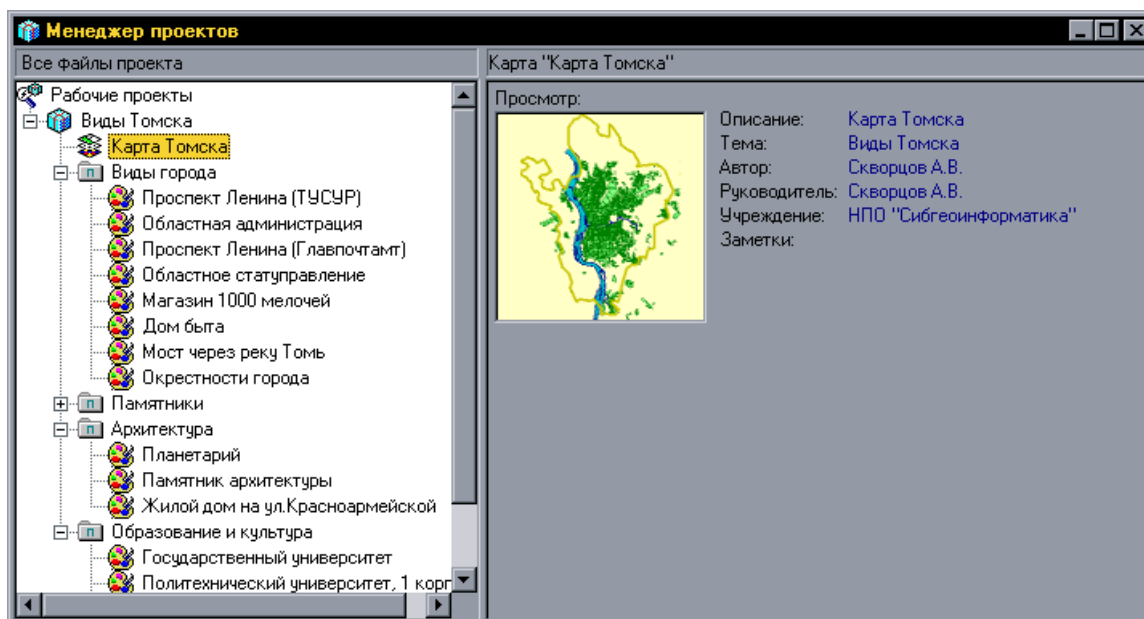 Менеджер проектов
Все файлы проекта
Карта "Карта Томска"
Рабочие проекты
Виды Томска
Карта Томска
Виды города
Проспект Ленина (ТУСУР)
Областная администрация
Проспект Ленина (Главпочтамт)
Областное статуправление
Магазин 1000 мелочей
Дом быта
Мост через реку Томь
Окрестности города
Памятники
Архитектура
Планетарий
Памятник архитектуры
Жилой дом на ул.Красноармейской
Образование и культура
Государственный университет
Политехнический университет, 1 корп
Просмотр:
Описание: Карта Томска
Тема: Виды Томска
Автор: Скворцов А.В.
Руководитель: Скворцов А.В.
Учреждение: НПО "Сибгеоинформатика"
Заметки: